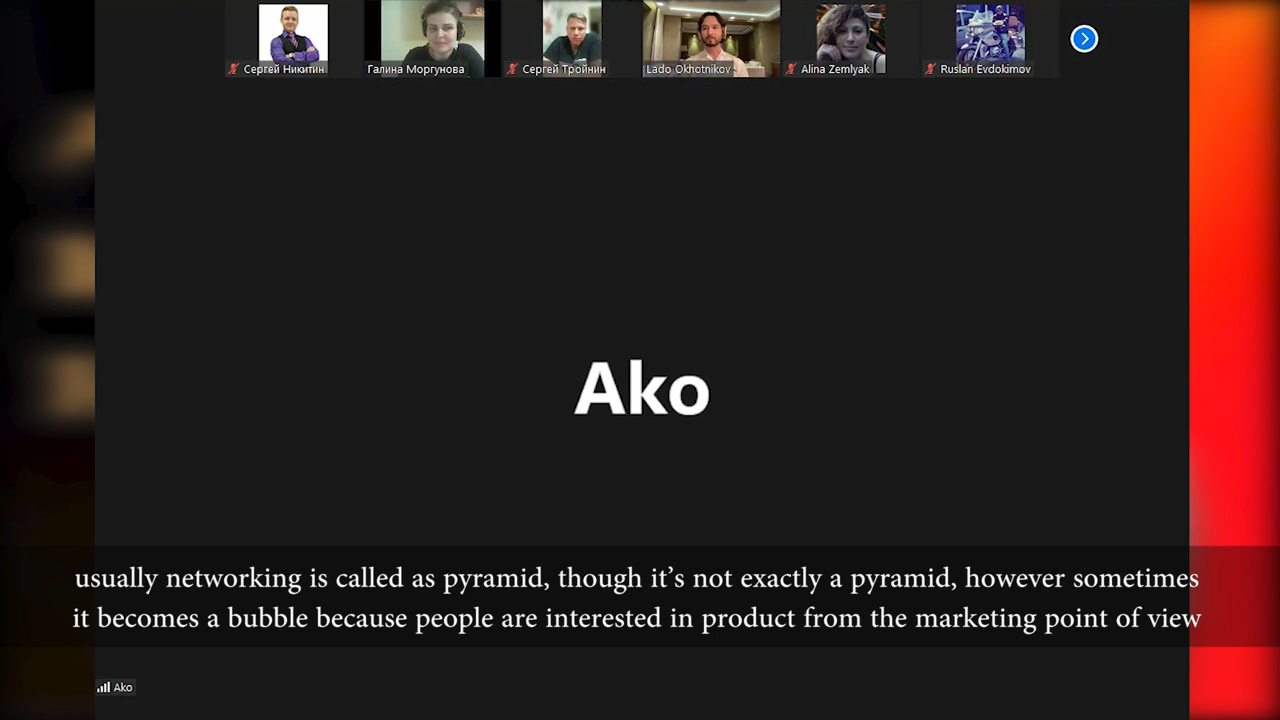 Сергей Никитин
Галина Моргунова
Сергей Тройнин
Lado Okhotnikov
Alina Zemlyak
Ruslan Evdokimov
Ako
usually networking is called as pyramid, though it’s not exactly a pyramid, however sometimes
it becomes a bubble because people are interested in product from the marketing point of view
Ako